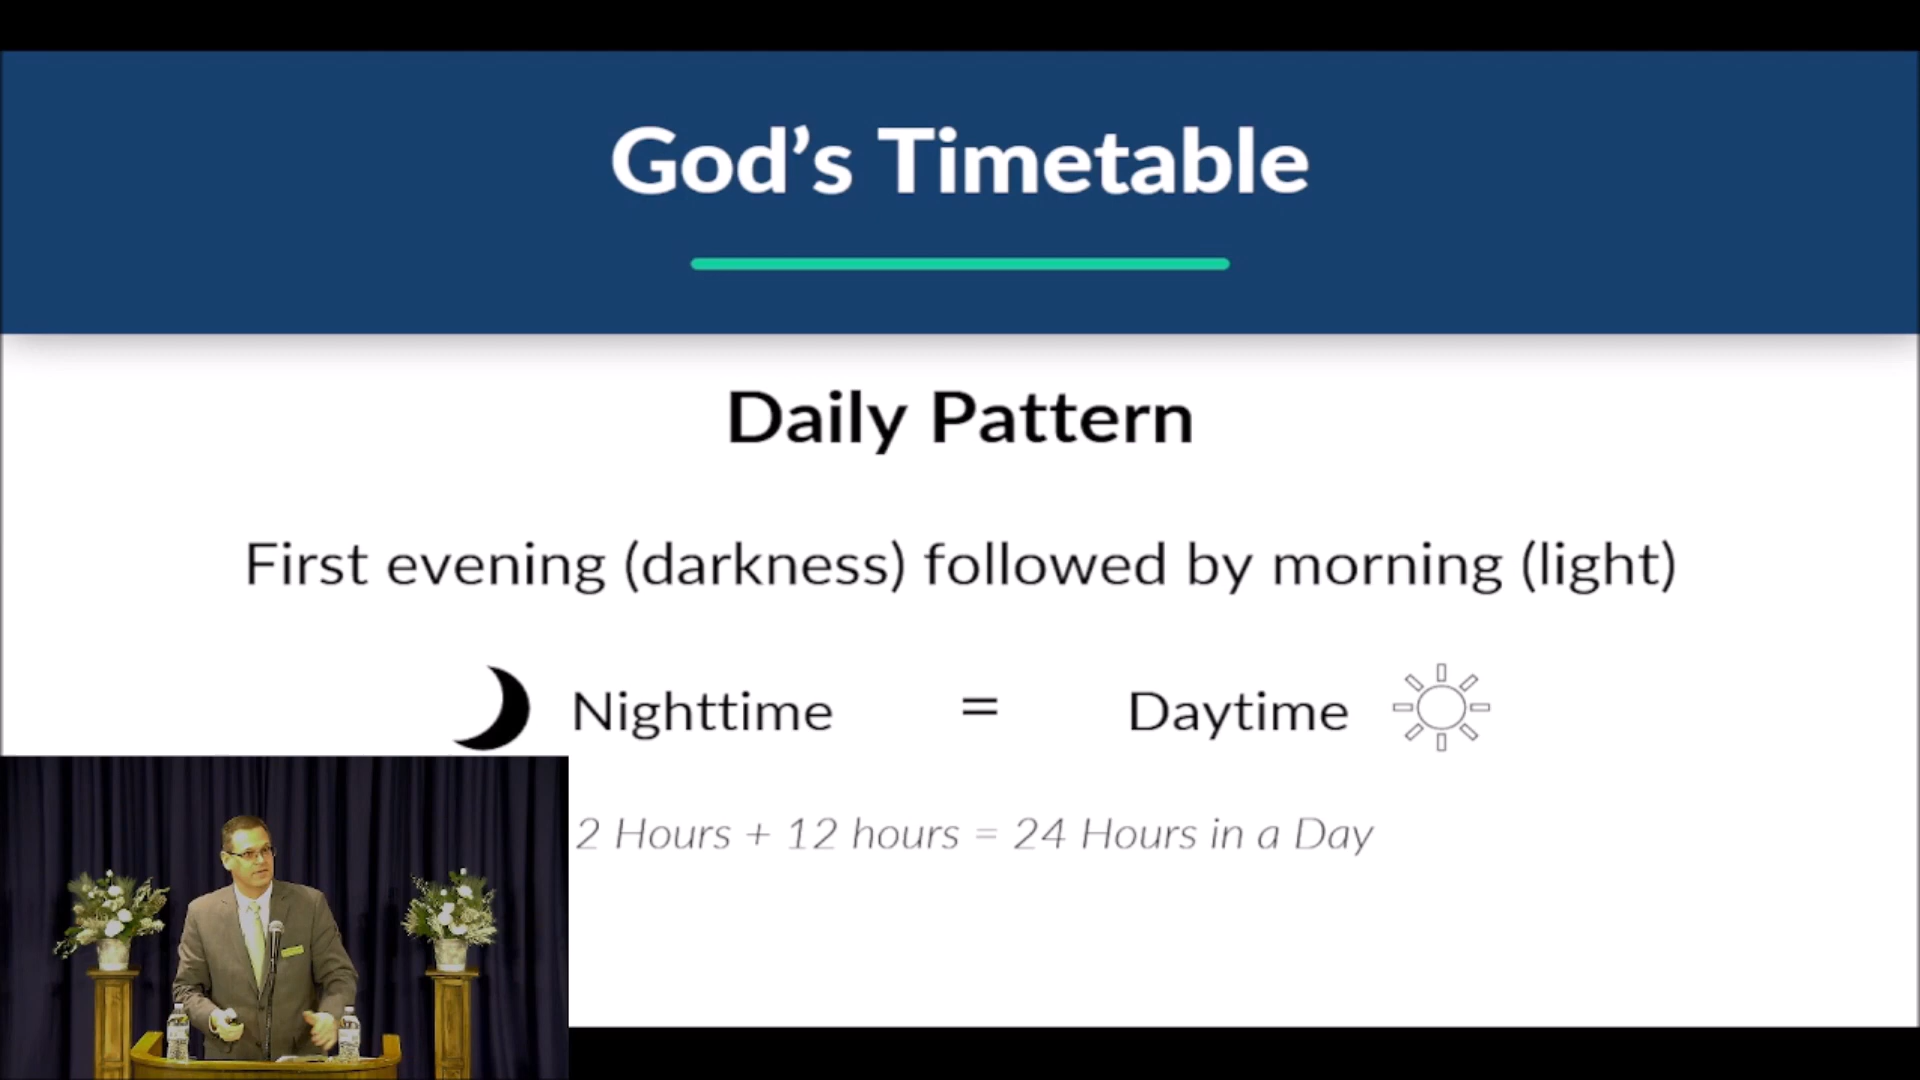 God's Timetable
Daily Pattern
First evening (darkness) followed by morning (light)
Nighttime = Daytime
2 Hours + 12 hours = 24 Hours in a Day